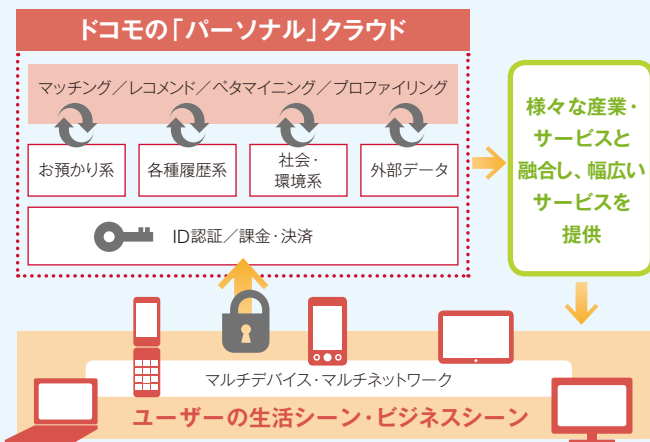 ドコモの「パーソナル」クラウド
マッチング／レコメンド／ペタマイニング／プロファイリング
お預かり系
各種履歴系
社会・
環境系
外部データ
ID認証／課金・決済
様々な産業・
サービスと
融合し、幅広い
サービスを
提供
マルチデバイス・マルチネットワーク
ユーザーの生活シーン・ビジネスシーン